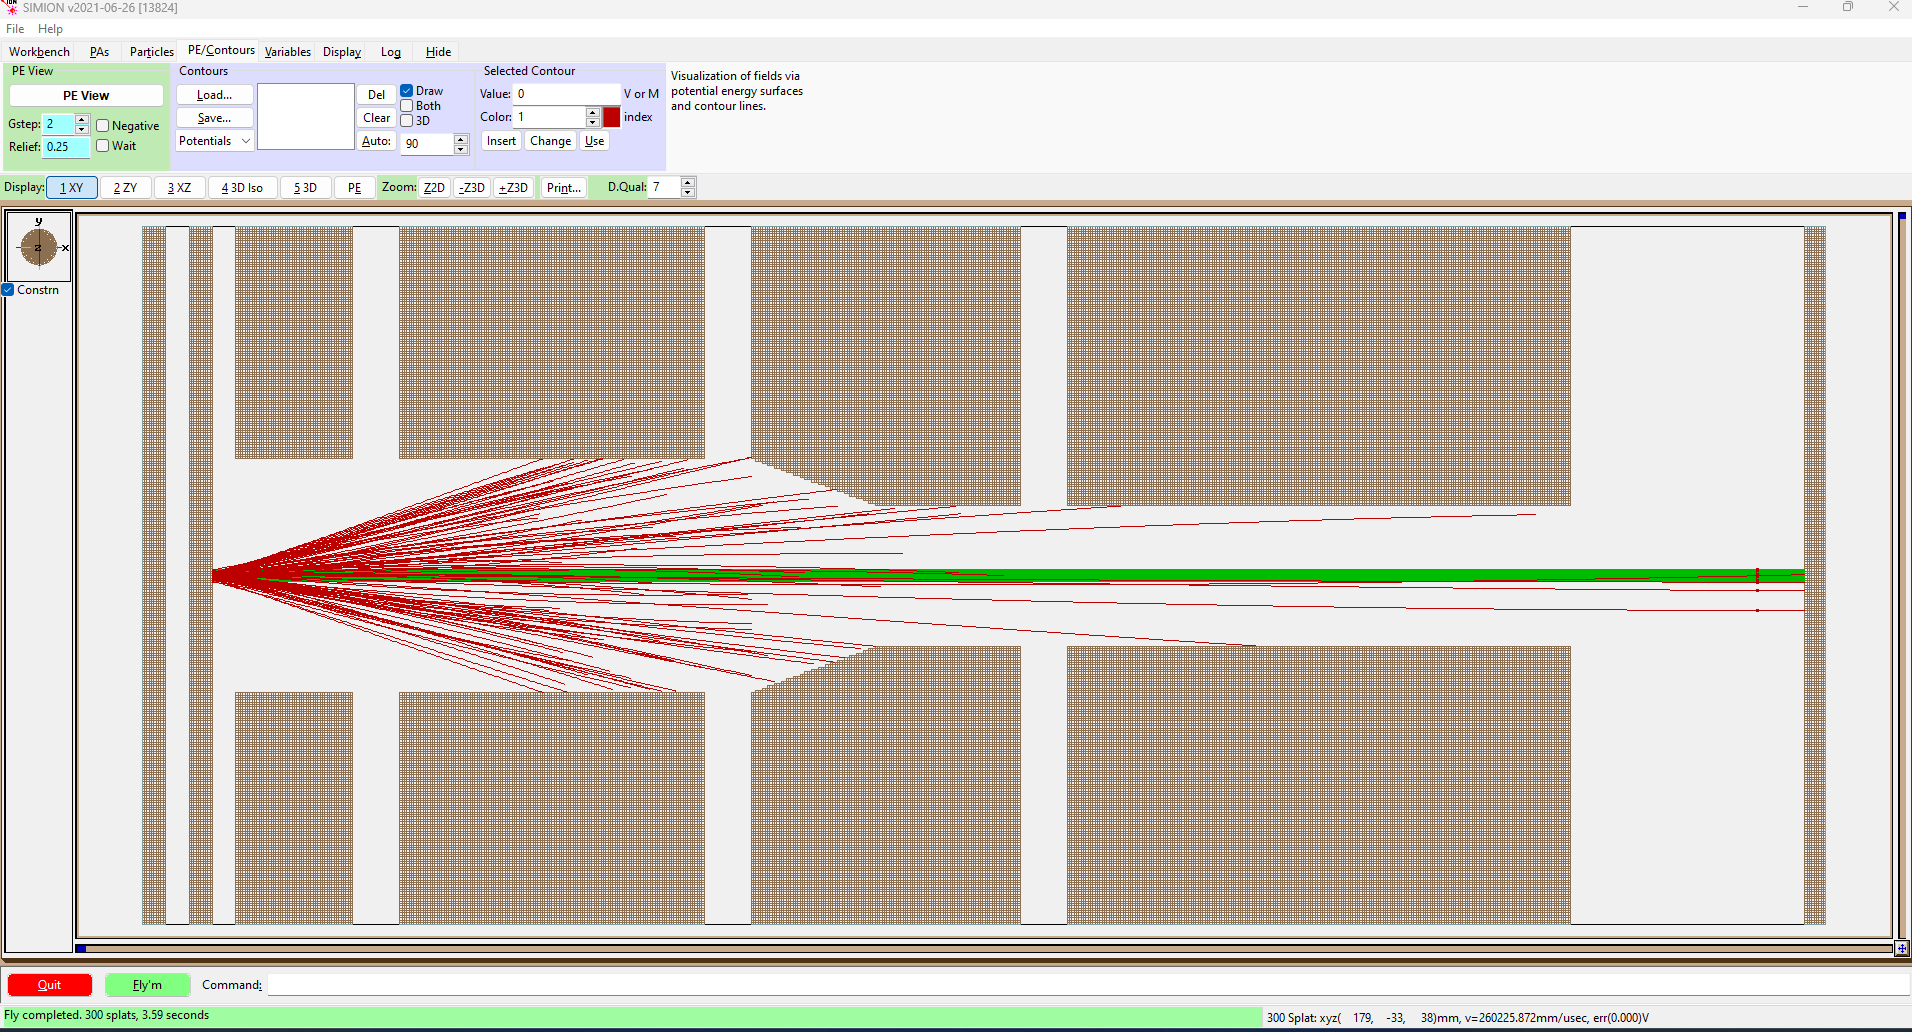 SIMION v2021-06-26 [13824]
File Help
Workbench PAs Particles PE/Contours Variables Display Log Hide
PE View
PE View
Gstep: 2 Negative
Relief: 0.25 Wait
Contours
Load...
Save...
Potentials
Del
Clear
Auto: 90
Draw
Both
3D
Selected Contour
Value: 0 V or M
Color: 1 index
Insert Change Use
Visualization of fields via
potential energy surfaces
and contour lines.
Display: 1 XY 2 ZY 3 XZ 4 3D Iso 5 3D PE Zoom: Z2D -Z3D +Z3D Print... D.Qual: 7
y
z x
Constrn
Quit Fly'm Command:
Fly completed. 300 splats, 3.59 seconds
300 Splat: xyz( 179, -33, 38)mm, v=260225.872mm/usec, err(0.000)V